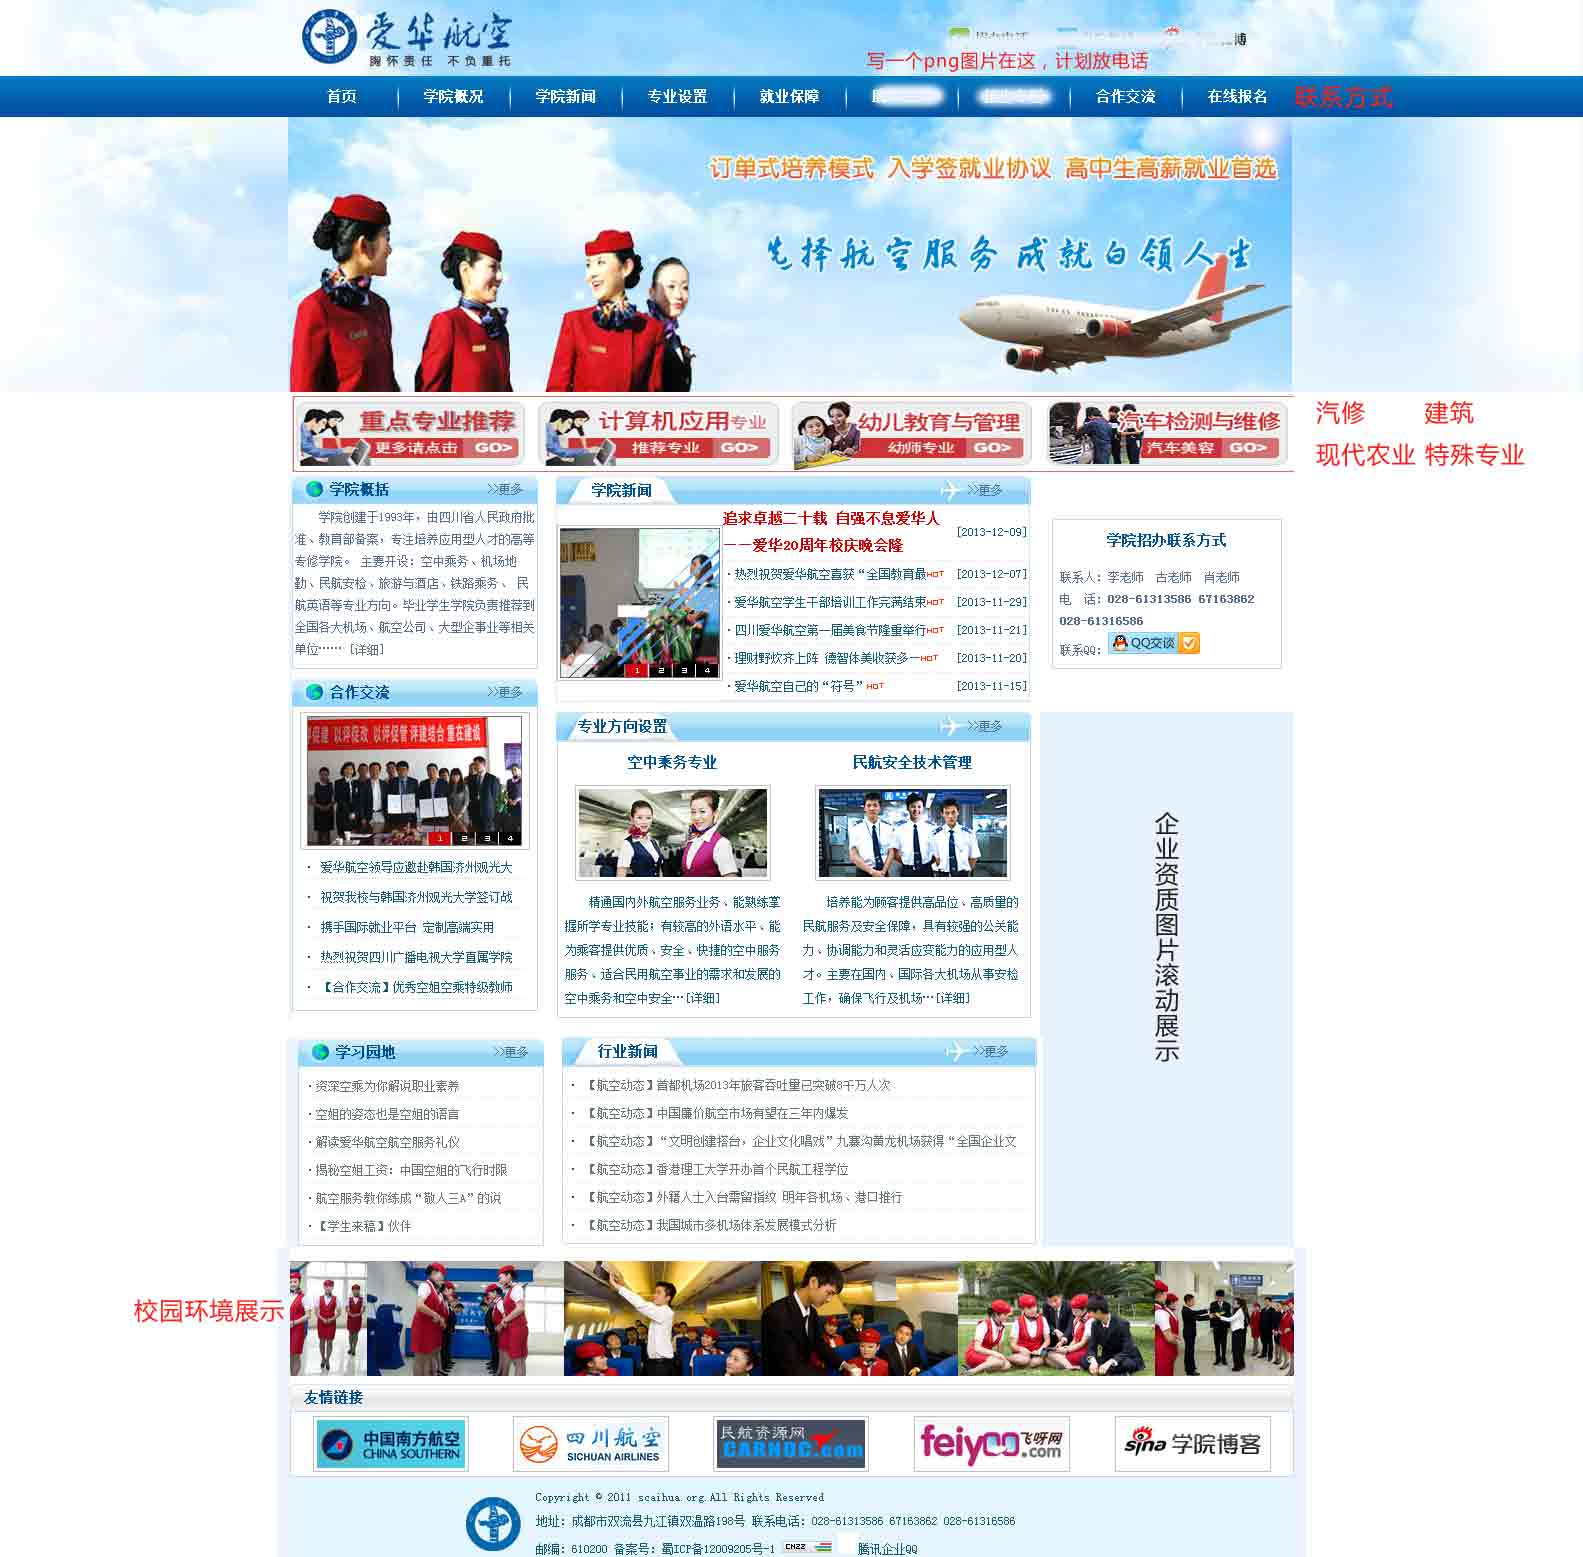 爱华航空
胸怀责任 不负重托
博
写一个png图片在这，计划放电话
首页 学院概况 学院新闻 专业设置 就业保障 合作交流 在线报名 联系方式
订单式培养模式 入学签就业协议 高中生高薪就业首选
先择航空服务 成就白领人生
重点专业推荐
更多请点击 GO>
计算机应用专业
推荐专业 GO>
幼儿教育与管理
幼师专业 GO>
汽车检测与维修
汽车美容 GO>
汽修 建筑
现代农业 特殊专业
学院概括 >>更多
学院创建于1993年，由四川省人民政府批
准、教育部备案，专注培养应用型人才的高等
专修学院。 主要开设：空中乘务、机场地
勤、民航安检、旅游与酒店、铁路乘务、 民
航英语等专业方向。毕业学生学院负责推荐到
全国各大机场、航空公司、大型企事业等相关
单位…… [详细]
学院新闻 >>更多
1 2 3 4
追求卓越二十载 自强不息爱华人
——爱华20周年校庆晚会隆 [2013-12-09]
·热烈祝贺爱华航空喜获“全国教育最HOT [2013-12-07]
·爱华航空学生干部培训工作完满结束HOT [2013-11-29]
·四川爱华航空第一届美食节隆重举行HOT [2013-11-21]
·理财野炊齐上阵 德智体美收获多—HOT [2013-11-20]
·爱华航空自己的“符号”HOT [2013-11-15]
学院招办联系方式
联系人：李老师 古老师 肖老师
电 话：028-61313586 67163862
028-61316586
联系QQ： QQ交谈
合作交流 >>更多
评促建 以评促改 以评促管 评建结合 重在建设
1 2 3 4
· 爱华航空领导应邀赴韩国济州观光大
· 祝贺我校与韩国济州观光大学签订战
· 携手国际就业平台 定制高端实用
· 热烈祝贺四川广播电视大学直属学院
· 【合作交流】优秀空姐空乘特级教师
专业方向设置 >>更多
空中乘务专业
精通国内外航空服务业务、能熟练掌
握所学专业技能；有较高的外语水平、能
为乘客提供优质、安全、快捷的空中服务
服务、适合民用航空事业的需求和发展的
空中乘务和空中安全…[详细]
民航安全技术管理
培养能为顾客提供高品位、高质量的
民航服务及安全保障，具有较强的公关能
力、协调能力和灵活应变能力的应用型人
才。主要在国内、国际各大机场从事安检
工作，确保飞行及机场…[详细]
企业资质图片滚动展示
学习园地 >>更多
·资深空乘为你解说职业素养
·空姐的姿态也是空姐的语言
·解读爱华航空航空服务礼仪
·揭秘空姐工资：中国空姐的飞行时限
·航空服务教你练成“敬人三A”的说
·【学生来稿】伙伴
行业新闻 >>更多
· 【航空动态】首都机场2013年旅客吞吐量已突破8千万人次
· 【航空动态】中国廉价航空市场有望在三年内爆发
· 【航空动态】“文明创建搭台，企业文化唱戏”九寨沟黄龙机场获得“全国企业文
· 【航空动态】香港理工大学开办首个民航工程学位
· 【航空动态】外籍人士入台需留指纹 明年各机场、港口推行
· 【航空动态】我国城市多机场体系发展模式分析
校园环境展示
友情链接
中国南方航空
CHINA SOUTHERN
四川航空
SICHUAN AIRLINES
民航资源网
CARNOC.com
feiyoo飞呀网
.com
sina 学院博客
Copyright © 2011 scaihua.org.All Rights Reserved
地址：成都市双流县九江镇双温路198号 联系电话：028-61313586 67163862 028-61316586
邮编：610200 备案号：蜀ICP备12009205号-1 CNZZ 腾讯企业QQ